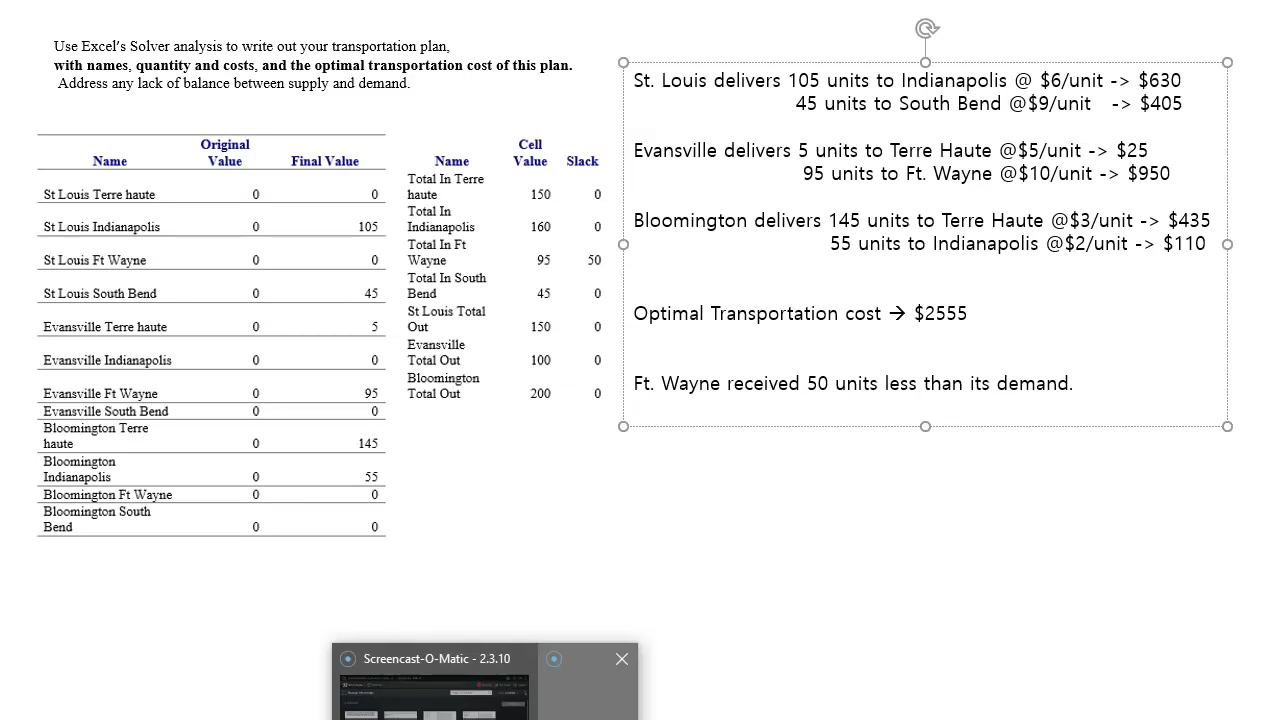 Use Excel's Solver analysis to write out your transportation plan,
with names, quantity and costs, and the optimal transportation cost of this plan.
Address any lack of balance between supply and demand.
Name Original Value Final Value
St Louis Terre haute 0 0
St Louis Indianapolis 0 105
St Louis Ft Wayne 0 0
St Louis South Bend 0 45
Evansville Terre haute 0 5
Evansville Indianapolis 0 0
Evansville Ft Wayne 0 95
Evansville South Bend 0 0
Bloomington Terre
haute 0 145
Bloomington
Indianapolis 0 55
Bloomington Ft Wayne 0 0
Bloomington South
Bend 0 0
Name Cell Value Slack
Total In Terre
haute 150 0
Total In
Indianapolis 160 0
Total In Ft
Wayne 95 50
Total In South
Bend 45 0
St Louis Total
Out 150 0
Evansville
Total Out 100 0
Bloomington
Total Out 200 0
St. Louis delivers 105 units to Indianapolis @ $6/unit -> $630
45 units to South Bend @$9/unit -> $405
Evansville delivers 5 units to Terre Haute @$5/unit -> $25
95 units to Ft. Wayne @$10/unit -> $950
Bloomington delivers 145 units to Terre Haute @$3/unit -> $435
55 units to Indianapolis @$2/unit -> $110
Optimal Transportation cost → $2555
Ft. Wayne received 50 units less than its demand.
Screencast-O-Matic - 2.3.10